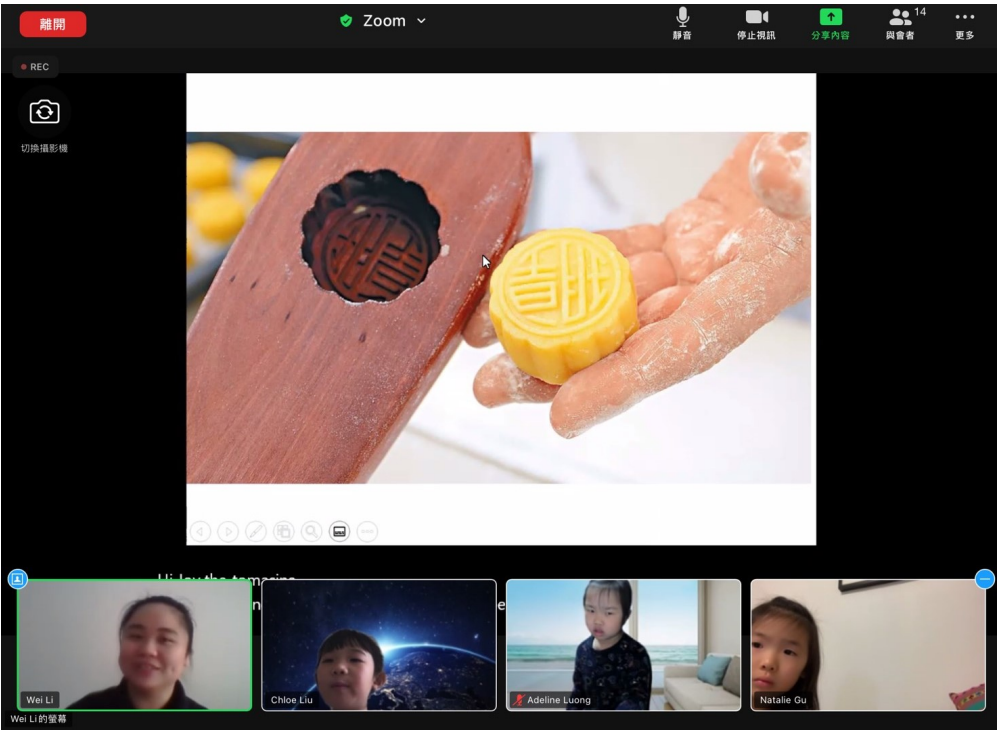 離開
Zoom
靜音
停止視訊
分享內容
14
與會者
更多
REC
切換攝影機
Wei Li
Chloe Liu
Adeline Luong
Natalie Gu
Wei Li的螢幕